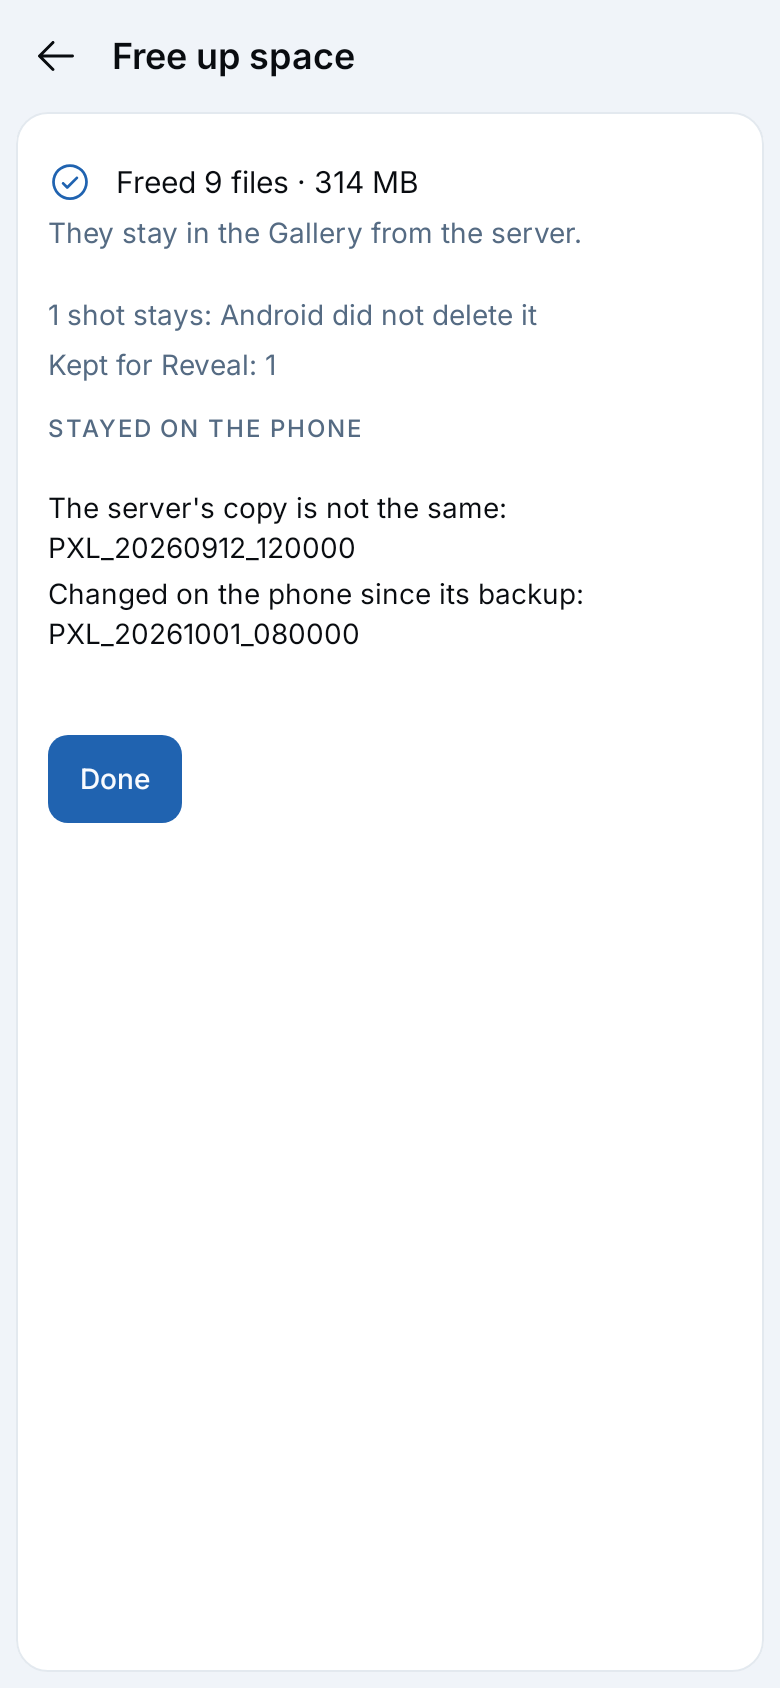 Free up space
Freed 9 files · 314 MB
They stay in the Gallery from the server.
1 shot stays: Android did not delete it
Kept for Reveal: 1
STAYED ON THE PHONE
The server's copy is not the same:
PXL_20260912_120000
Changed on the phone since its backup:
PXL_20261001_080000
Done